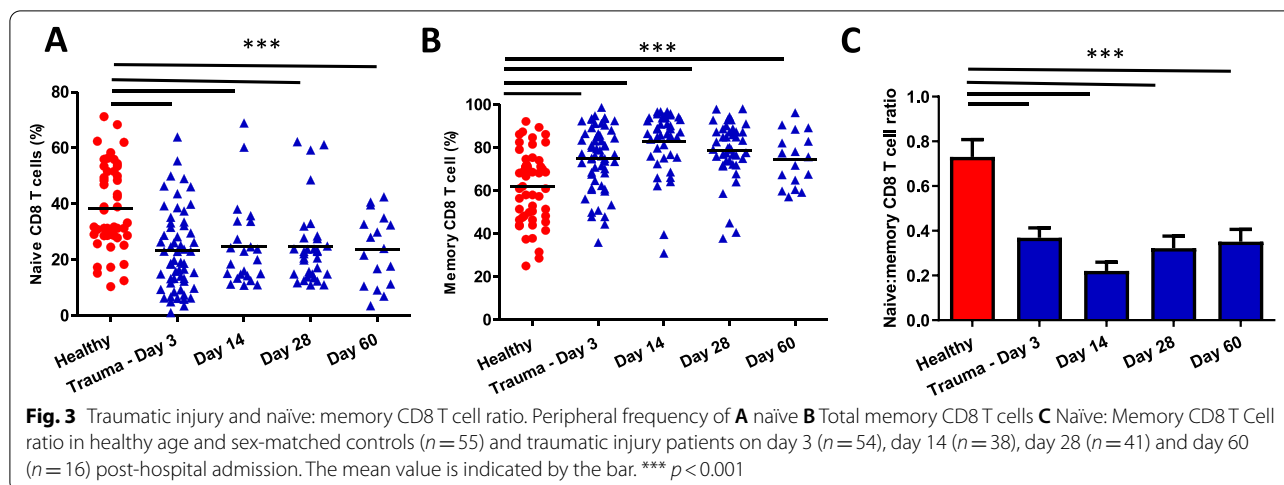 A
***
Naive CD8 T cells (%)
80
60
40
20
0
Healthy
Trauma - Day 3
Day 14
Day 28
Day 60
B
***
Memory CD8 T cell (%)
100
80
60
40
20
0
Healthy
Trauma - Day 3
Day 14
Day 28
Day 60
C
***
Naive:memory CD8 T cell ratio
1.0
0.8
0.6
0.4
0.2
0.0
Healthy
Trauma - Day 3
Day 14
Day 28
Day 60
Fig. 3 Traumatic injury and naïve: memory CD8 T cell ratio. Peripheral frequency of A naïve B Total memory CD8 T cells C Naïve: Memory CD8 T Cell
ratio in healthy age and sex-matched controls (n = 55) and traumatic injury patients on day 3 (n = 54), day 14 (n = 38), day 28 (n = 41) and day 60
(n = 16) post-hospital admission. The mean value is indicated by the bar. *** p < 0.001